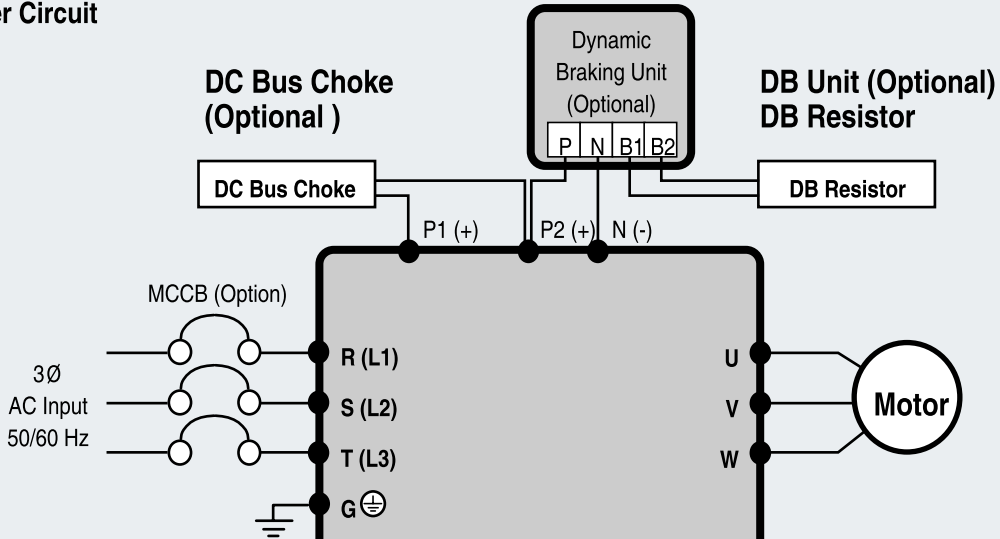 er Circuit
Dynamic
Braking Unit
(Optional)
P N B1 B2
DC Bus Choke
(Optional )
DB Unit (Optional)
DB Resistor
DC Bus Choke
DB Resistor
P1 (+)
P2 (+)
N (-)
MCCB (Option)
3Ø
AC Input
50/60 Hz
R (L1)
S (L2)
T (L3)
G
U
V
W
Motor